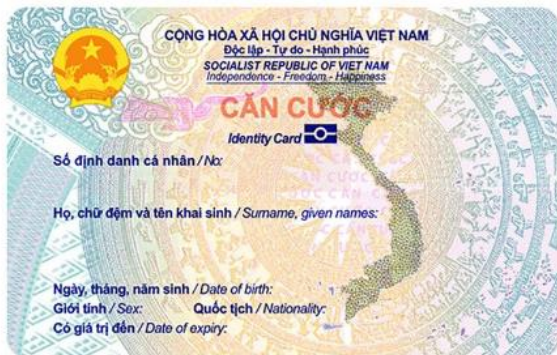 CỘNG HÒA XÃ HỘI CHỦ NGHĨA VIỆT NAM
Độc lập - Tự do - Hạnh phúc
SOCIALIST REPUBLIC OF VIET NAM
Independence - Freedom - Happiness
CĂN CƯỚC
Identity Card
Số định danh cá nhân / No:
Họ, chữ đệm và tên khai sinh / Surname, given names:
Ngày, tháng, năm sinh / Date of birth:
Giới tính / Sex: Quốc tịch / Nationality:
Có giá trị đến / Date of expiry: